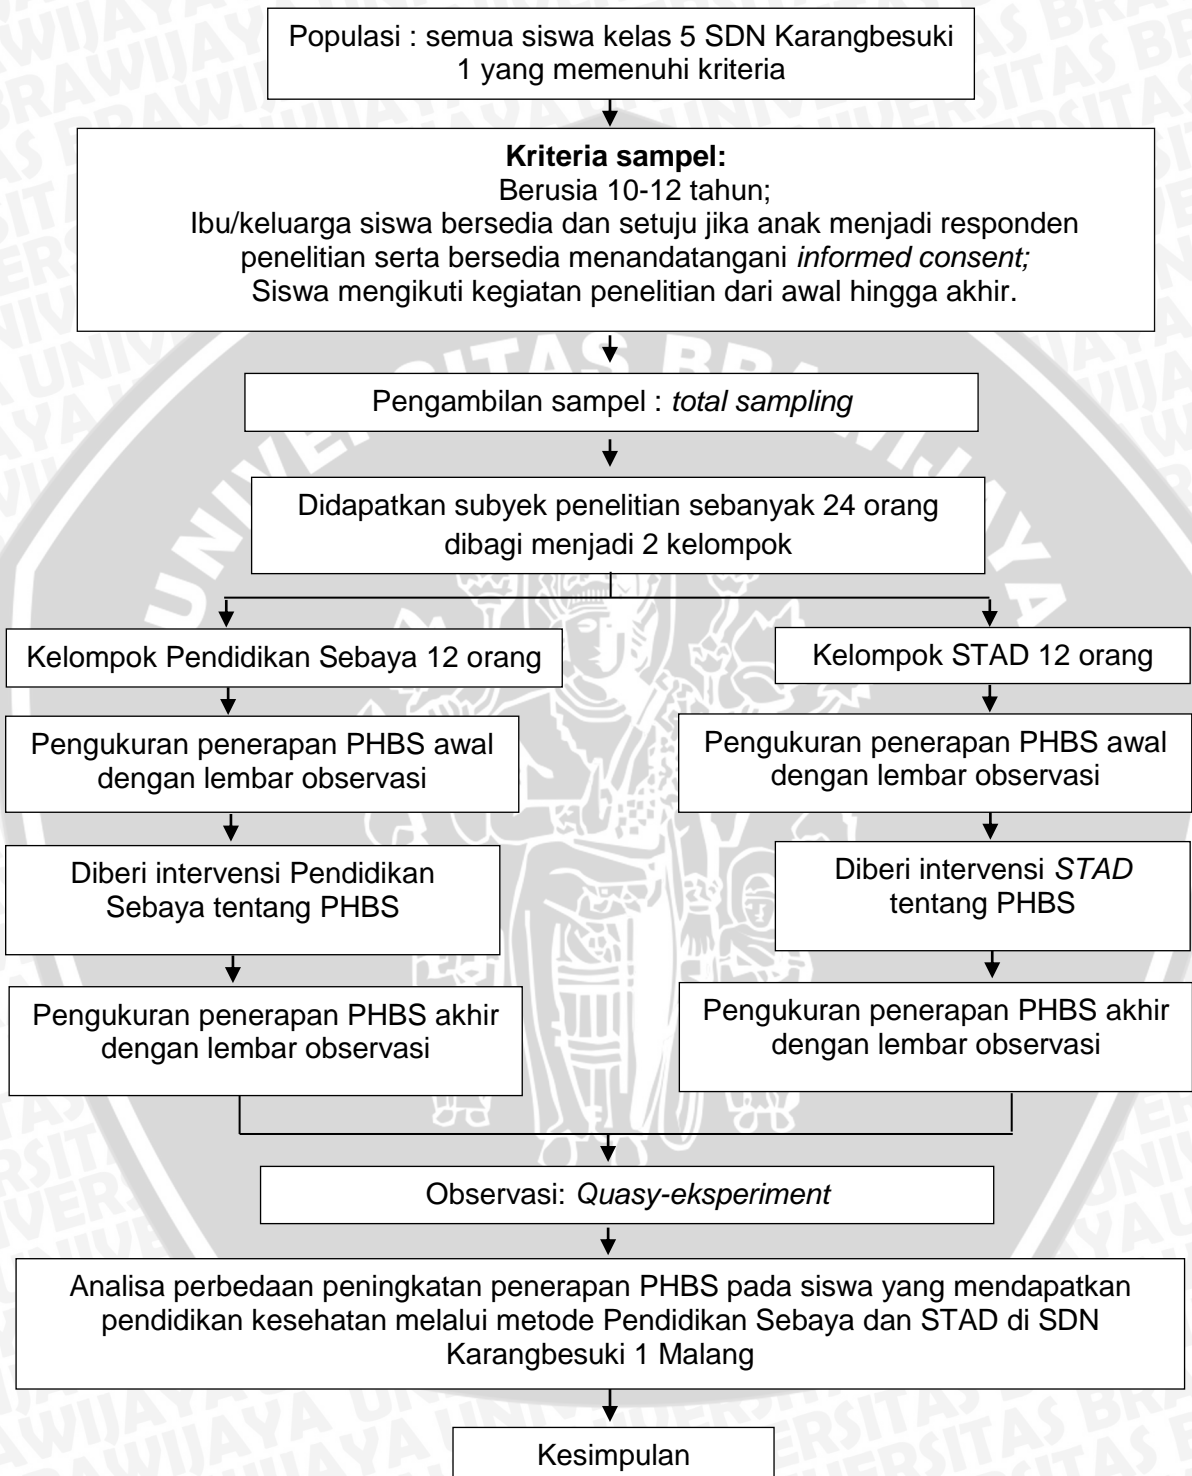 Populasi : semua siswa kelas 5 SDN Karangbesuki
1 yang memenuhi kriteria
Kriteria sampel:
Berusia 10-12 tahun;
Ibu/keluarga siswa bersedia dan setuju jika anak menjadi responden
penelitian serta bersedia menandatangani informed consent;
Siswa mengikuti kegiatan penelitian dari awal hingga akhir.
Pengambilan sampel : total sampling
Didapatkan subyek penelitian sebanyak 24 orang
dibagi menjadi 2 kelompok
Kelompok Pendidikan Sebaya 12 orang
Pengukuran penerapan PHBS awal
dengan lembar observasi
Diberi intervensi Pendidikan
Sebaya tentang PHBS
Pengukuran penerapan PHBS akhir
dengan lembar observasi
Kelompok STAD 12 orang
Pengukuran penerapan PHBS awal
dengan lembar observasi
Diberi intervensi STAD
tentang PHBS
Pengukuran penerapan PHBS akhir
dengan lembar observasi
Observasi: Quasy-eksperiment
Analisa perbedaan peningkatan penerapan PHBS pada siswa yang mendapatkan
pendidikan kesehatan melalui metode Pendidikan Sebaya dan STAD di SDN
Karangbesuki 1 Malang
Kesimpulan
UNIVERSITAS BRAWIJAYA